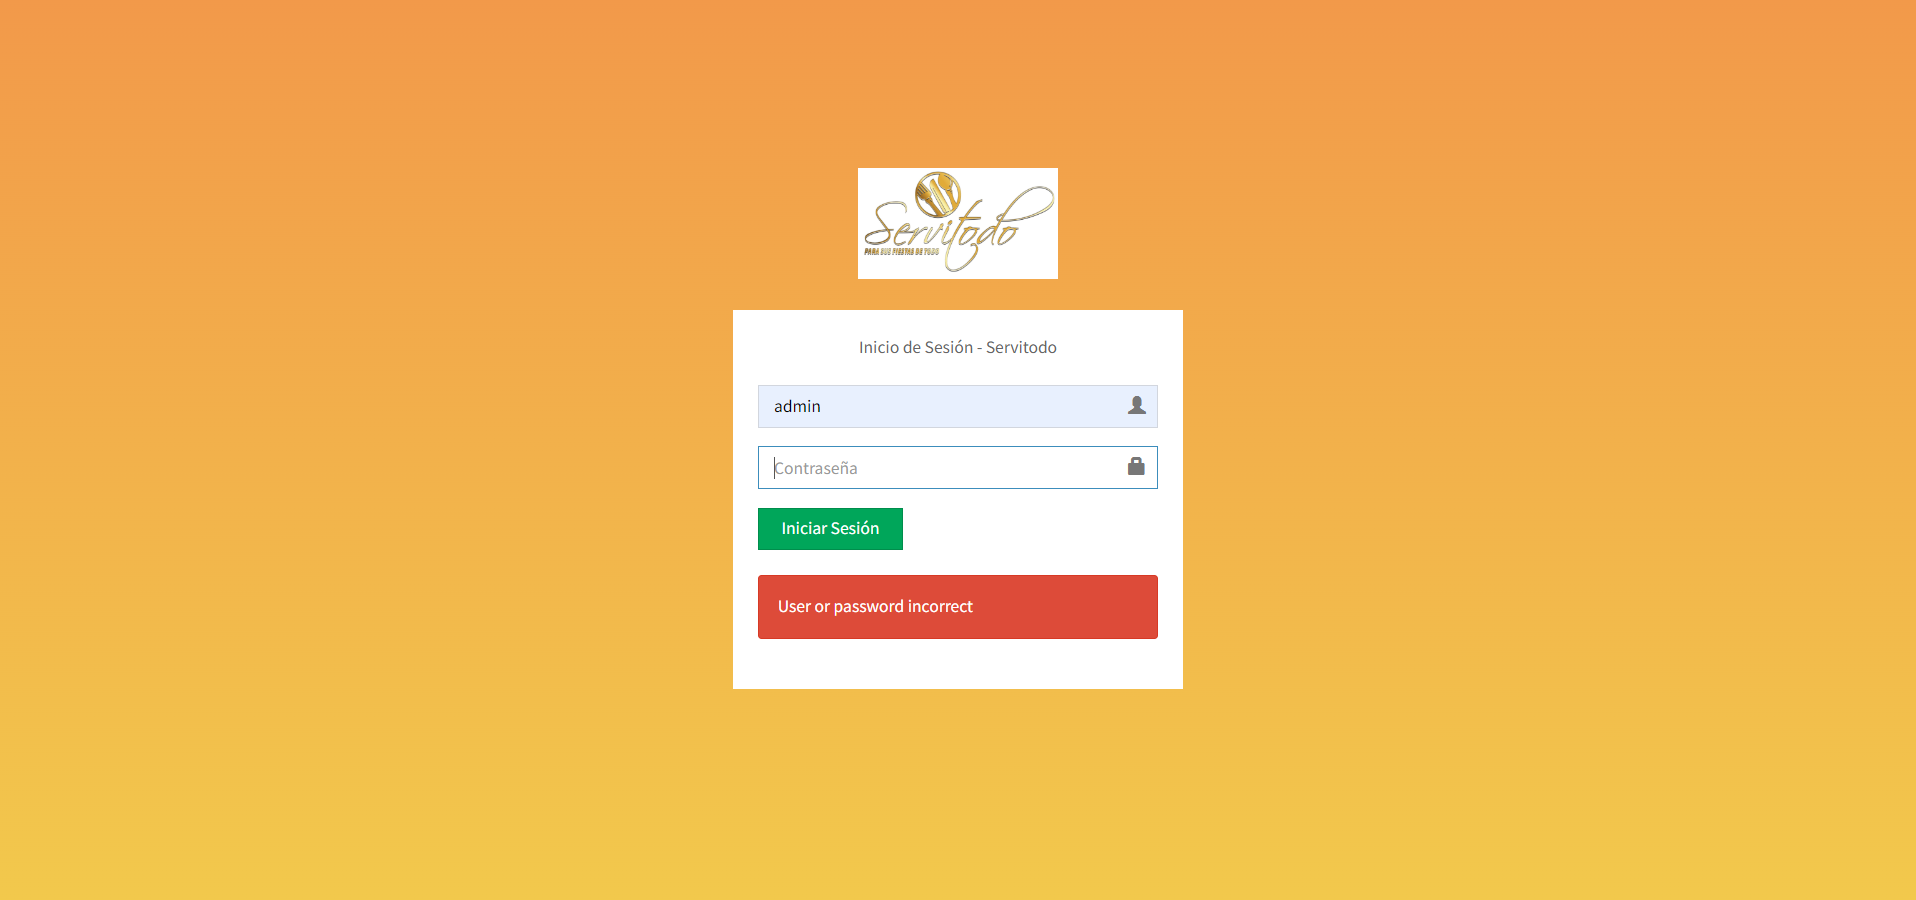 Servitodo
PARA SUS FIESTAS DE TODO
Inicio de Sesión - Servitodo
admin
Contraseña
Iniciar Sesión
User or password incorrect